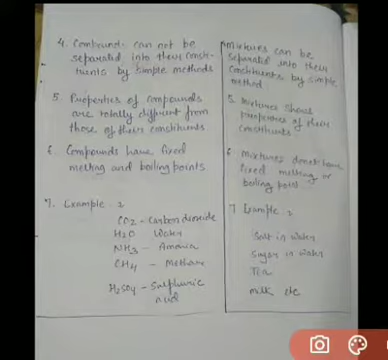 4. Compounds can not be
separated into their consti-
tuents by simple methods
5. Properties of compounds
are totally diffrent from
those of their constituents
6. Compounds have fixed
melting and boiling points
7. Example :
CO2 - Carbondioxide
H2O Water
NH3 - Amonia
CH4 - Methane
H2SO4 - Sulphuric
acid
Mixtures can be
separated into their
Constituents by simple
method
5. Mixtures shows
properties of their
constituents.
6. Mixtures donot have
fixed melting or
boiling point
7 Example :
Salt in water
Sugar in water
Tea
milk etc